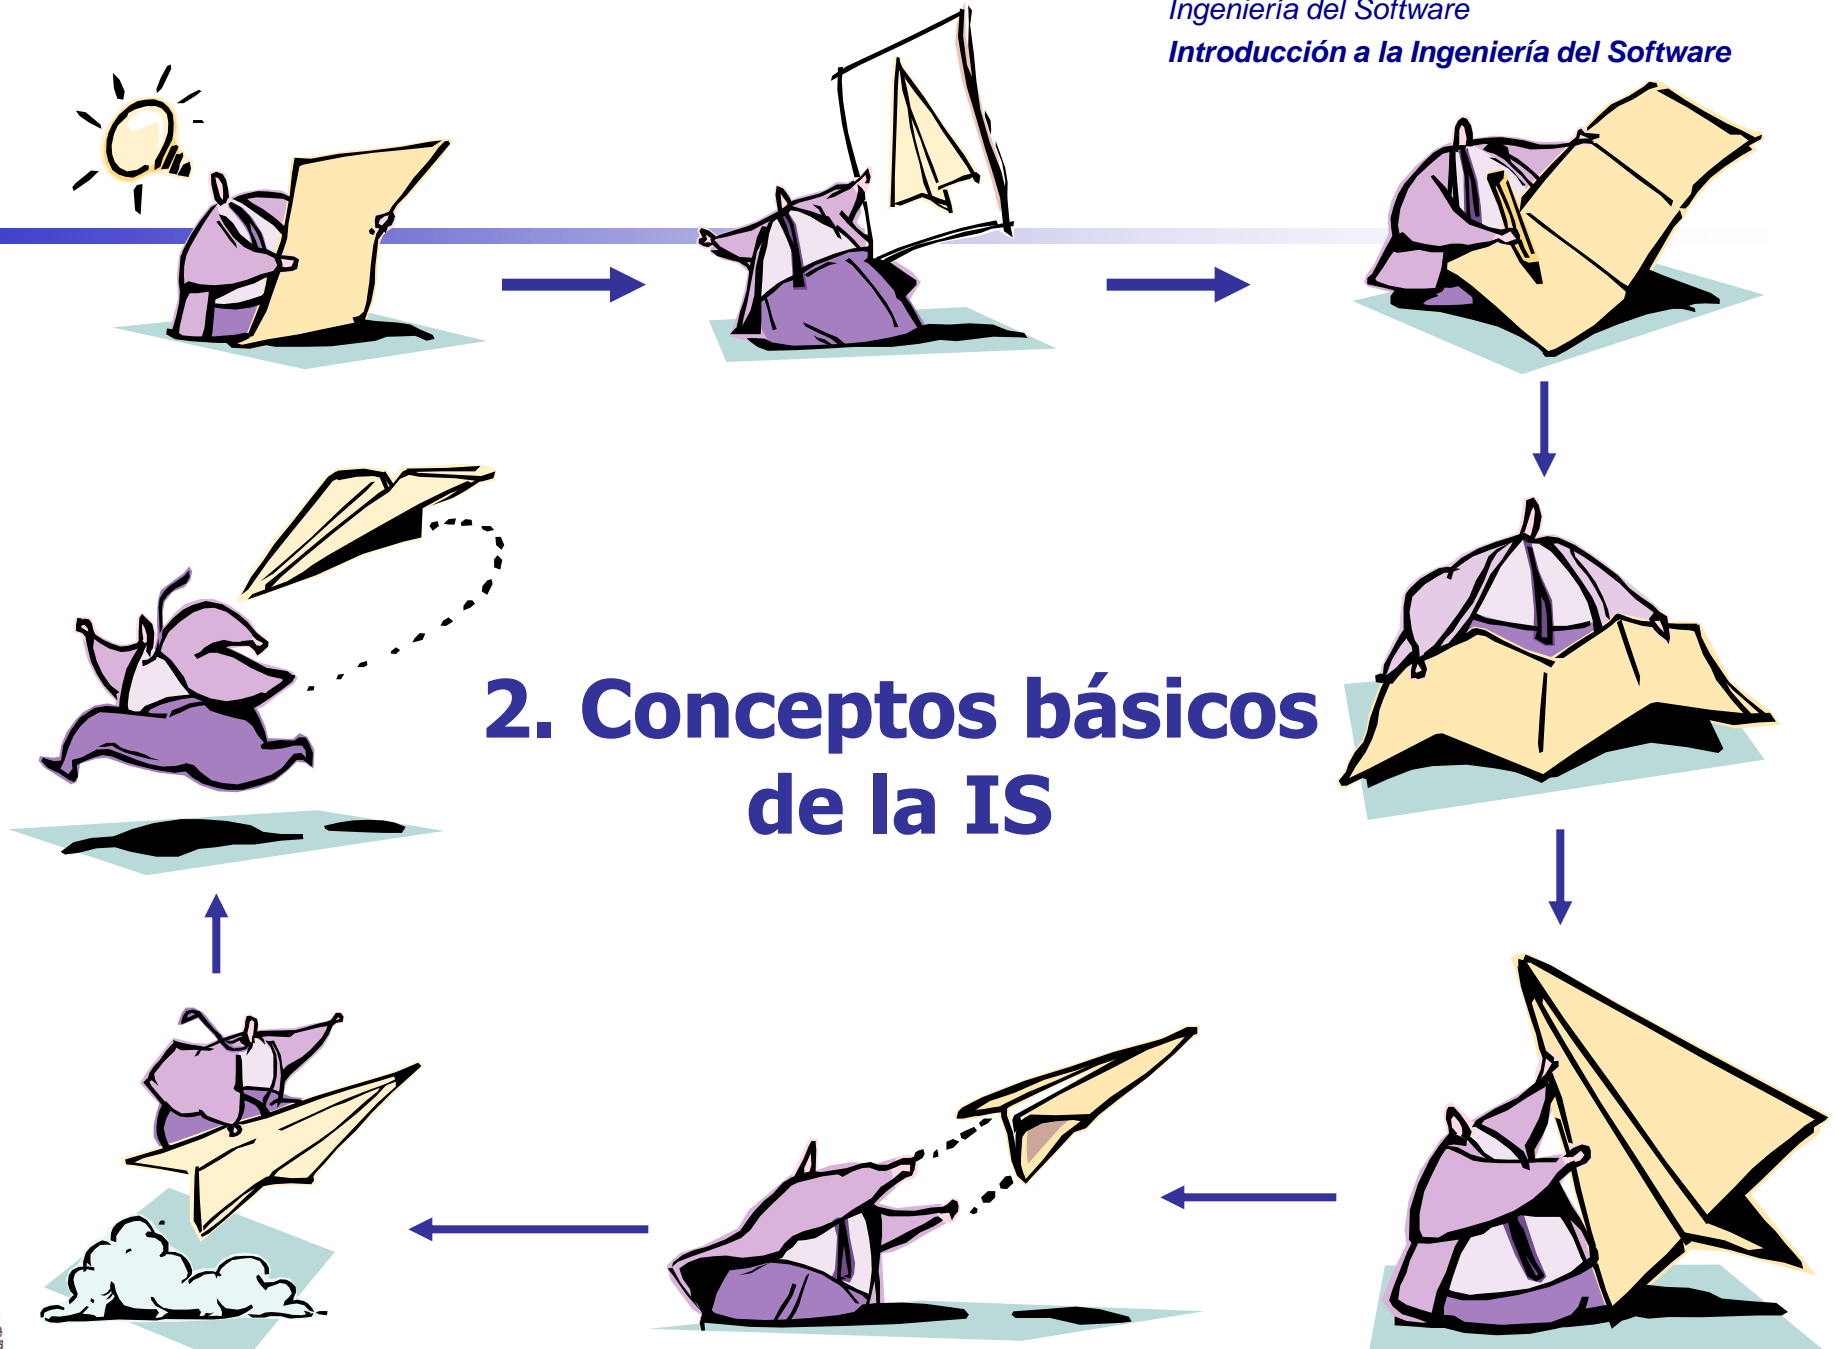 Ingeniería del Software
Introducción a la Ingeniería del Software
2. Conceptos básicos
de la IS